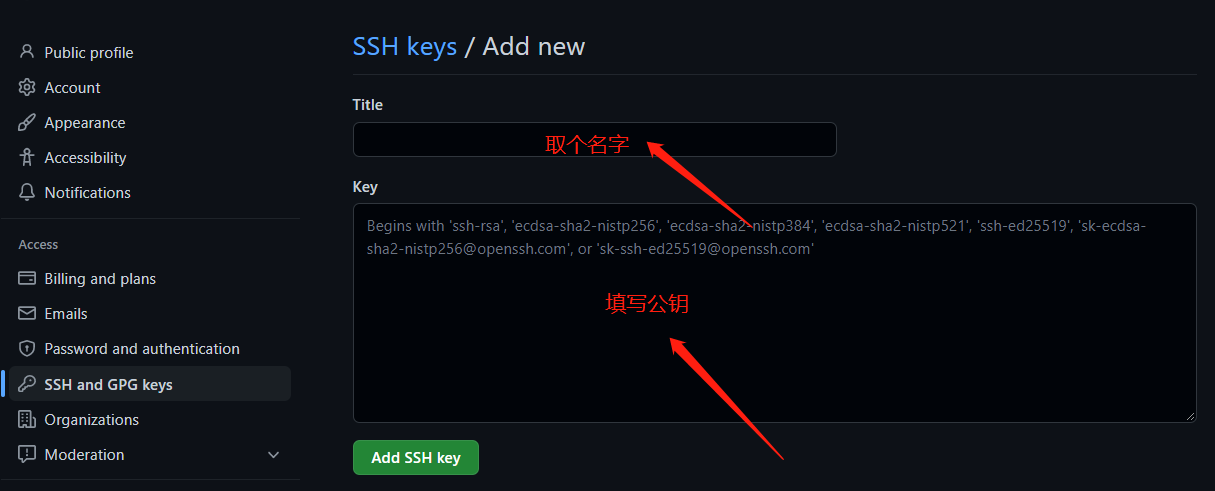 Public profile
Account
Appearance
Accessibility
Notifications
Access
Billing and plans
Emails
Password and authentication
SSH and GPG keys
Organizations
Moderation
SSH keys / Add new
Title
取个名字
Key
Begins with 'ssh-rsa', 'ecdsa-sha2-nistp256', 'ecdsa-sha2-nistp384', 'ecdsa-sha2-nistp521', 'ssh-ed25519', 'sk-ecdsa-
sha2-nistp256@openssh.com', or 'sk-ssh-ed25519@openssh.com'
填写公钥
Add SSH key